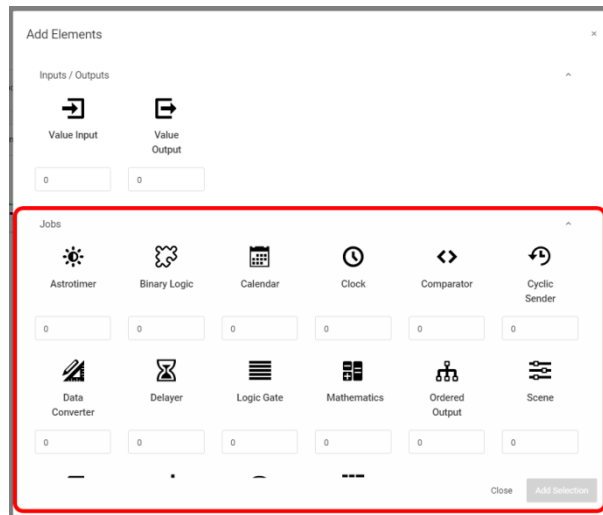 Add Elements
×
Inputs / Outputs
Value Input
Value
Output
0
0
Jobs
Astrotimer
Binary Logic
Calendar
Clock
Comparator
Cyclic
Sender
0
0
0
0
0
0
Data
Converter
Delayer
Logic Gate
Mathematics
Ordered
Output
Scene
0
0
0
0
0
0
Close
Add Selection